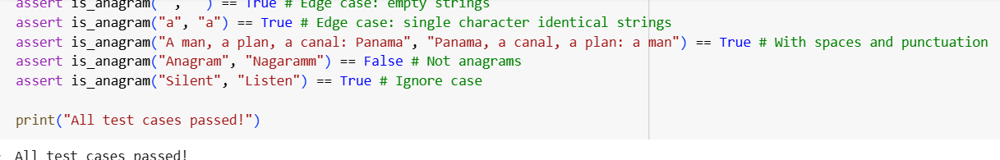 assert is_anagram("", "") == True # Edge case: empty strings
assert is_anagram("a", "a") == True # Edge case: single character identical strings
assert is_anagram("A man, a plan, a canal: Panama", "Panama, a canal, a plan: a man") == True # With spaces and punctuation
assert is_anagram("Anagram", "Nagaramm") == False # Not anagrams
assert is_anagram("Silent", "Listen") == True # Ignore case
print("All test cases passed!")
All test cases passed!